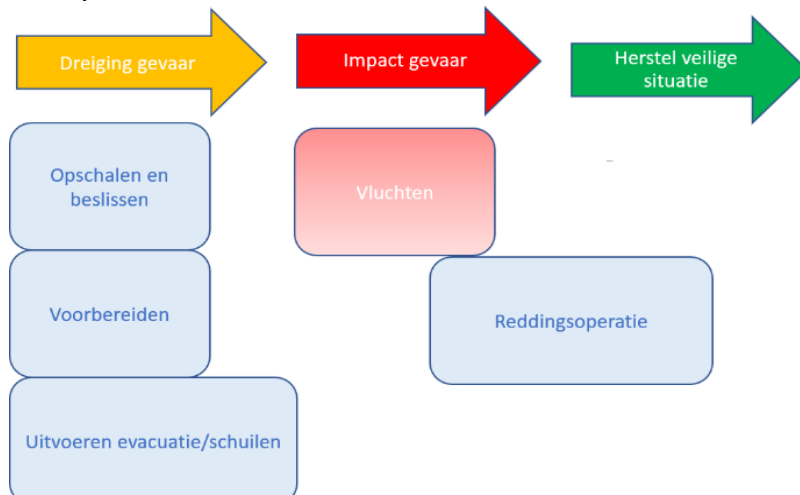 Dreiging gevaar
Impact gevaar
Herstel veilige
situatie
Opschalen en
beslissen
Vluchten
Voorbereiden
Reddingsoperatie
Uitvoeren evacuatie/schuilen